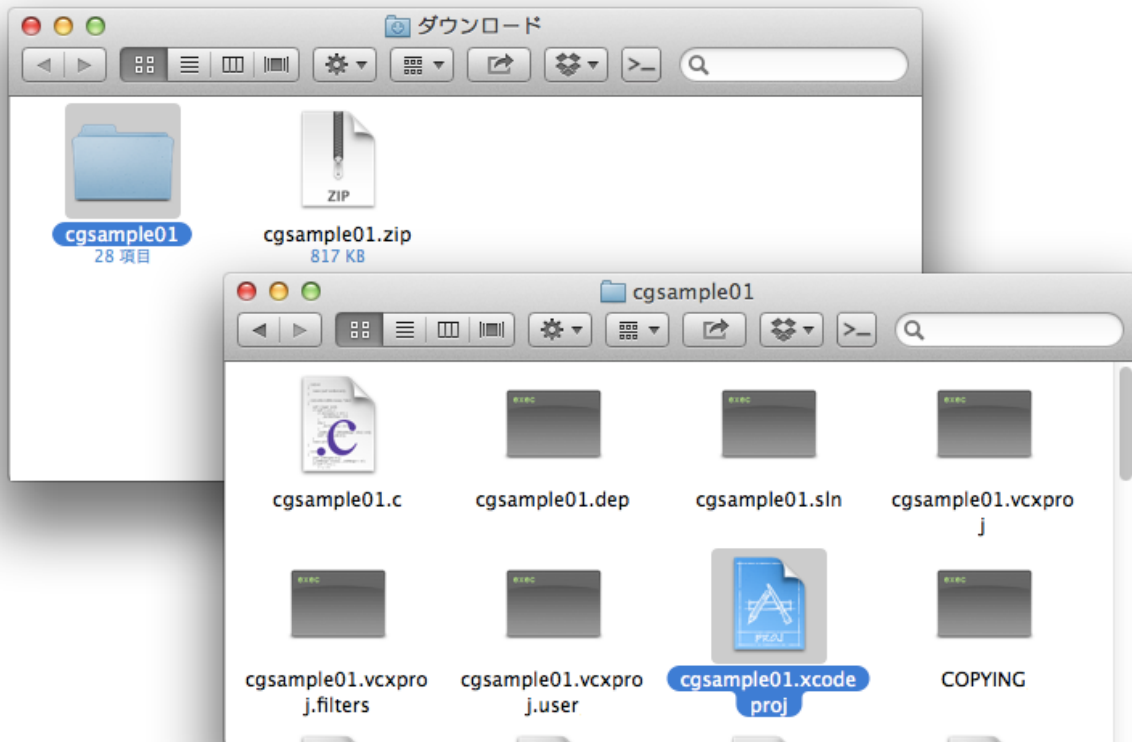 ダウンロード
cgsample01
28 項目
ZIP
cgsample01.zip
817 KB
cgsample01
.c
cgsample01.c
exec
cgsample01.dep
exec
cgsample01.sln
exec
cgsample01.vcxpro
j
exec
cgsample01.vcxpro
j.filters
exec
cgsample01.vcxpro
j.user
PROJ
cgsample01.xcode
proj
exec
COPYING